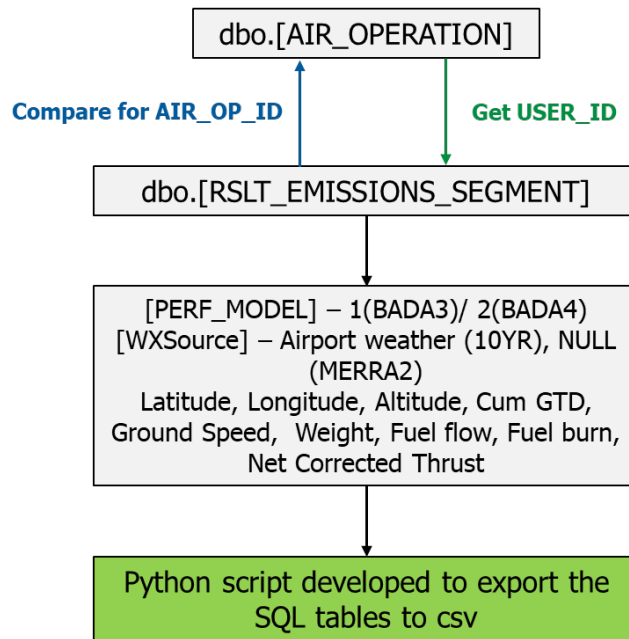 dbo.[AIR_OPERATION]
Compare for AIR_OP_ID
Get USER_ID
dbo.[RSLT_EMISSIONS_SEGMENT]
[PERF_MODEL] – 1(BADA3)/ 2(BADA4)
[WXSource] – Airport weather (10YR), NULL
(MERRA2)
Latitude, Longitude, Altitude, Cum GTD,
Ground Speed,  Weight, Fuel flow, Fuel burn,
Net Corrected Thrust
Python script developed to export the
SQL tables to csv